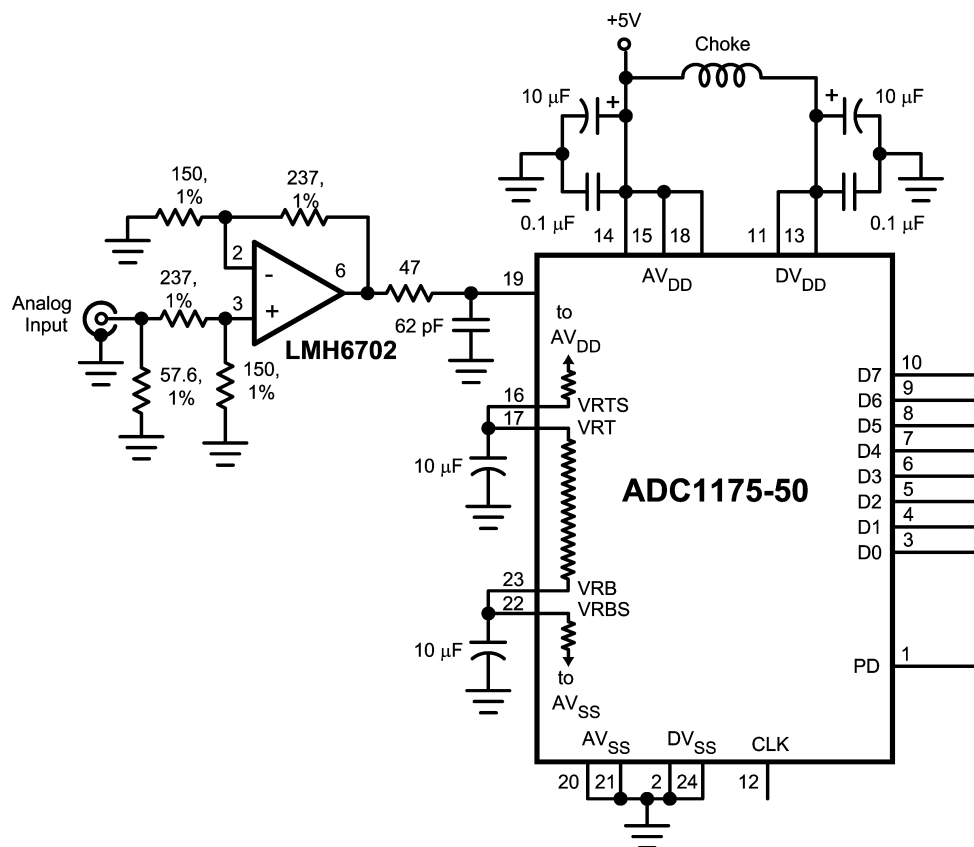 +5V
Choke
10 µF
+
+
10 µF
0.1 µF
0.1 µF
14
15
18
11
13
AVDD
DVDD
150,
1%
237,
1%
2
-
6
47
19
237,
1%
3
+
Analog
Input
LMH6702
62 pF
57.6,
1%
150,
1%
to
AVDD
16
VRTS
17
VRT
10 µF
ADC1175-50
D7
10
D6
9
D5
8
D4
7
D3
6
D2
5
D1
4
D0
3
23
VRB
22
VRBS
10 µF
to
AVSS
PD
1
AVSS
DVSS
CLK
20
21
2
24
12